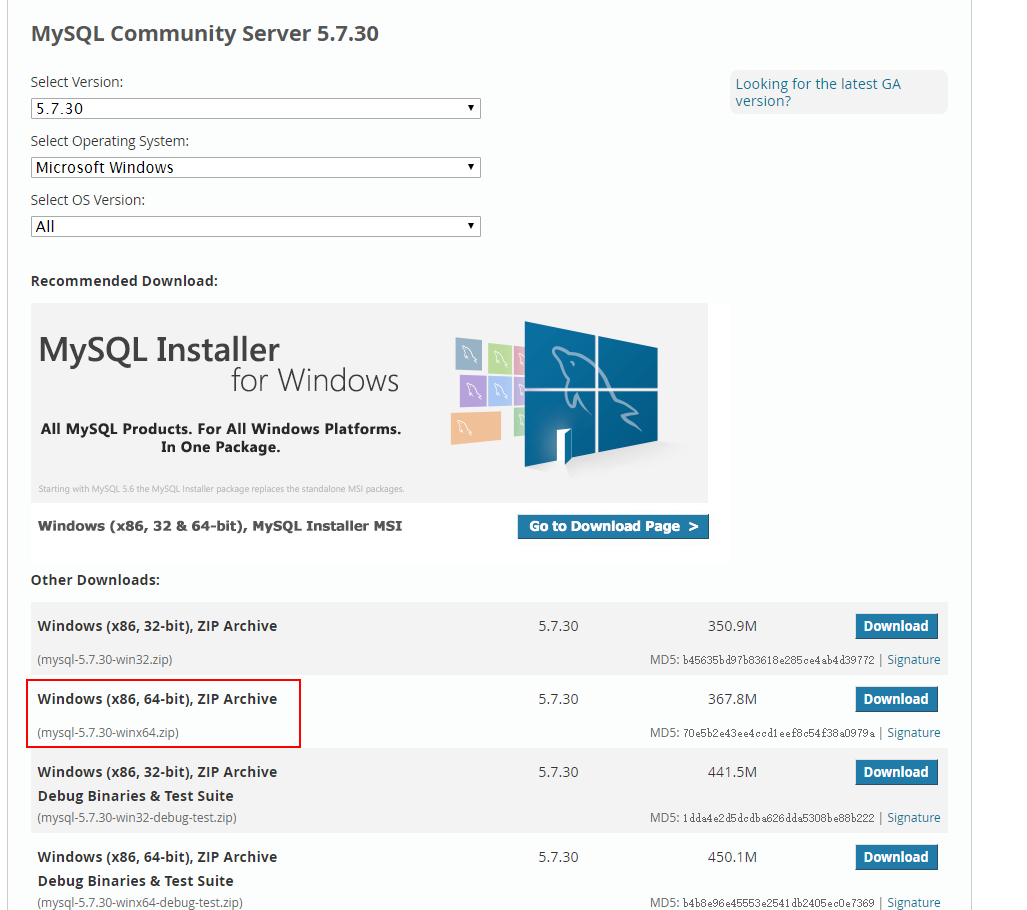 MySQL Community Server 5.7.30
Select Version:
5.7.30
Looking for the latest GA
version?
Select Operating System:
Microsoft Windows
Select OS Version:
All
Recommended Download:
MySQL Installer
for Windows
All MySQL Products. For All Windows Platforms.
In One Package.
Starting with MySQL 5.6 the MySQL Installer package replaces the standalone MSI packages.
Windows (x86, 32 & 64-bit), MySQL Installer MSI Go to Download Page >
Other Downloads:
Windows (x86, 32-bit), ZIP Archive 5.7.30 350.9M Download
(mysql-5.7.30-win32.zip) MD5: b45635bd97b83618e285ce4ab4d39772 | Signature
Windows (x86, 64-bit), ZIP Archive 5.7.30 367.8M Download
(mysql-5.7.30-winx64.zip) MD5: 70e5b2e43ee4ccd1eef8c54f38a0979a | Signature
Windows (x86, 32-bit), ZIP Archive 5.7.30 441.5M Download
Debug Binaries & Test Suite
(mysql-5.7.30-win32-debug-test.zip) MD5: 1dda4e2d5dcdba626dda5308be88b222 | Signature
Windows (x86, 64-bit), ZIP Archive 5.7.30 450.1M Download
Debug Binaries & Test Suite
(mysql-5.7.30-winx64-debug-test.zip) MD5: b4b8e96e45553e2541db2405ec0e7369 | Signature